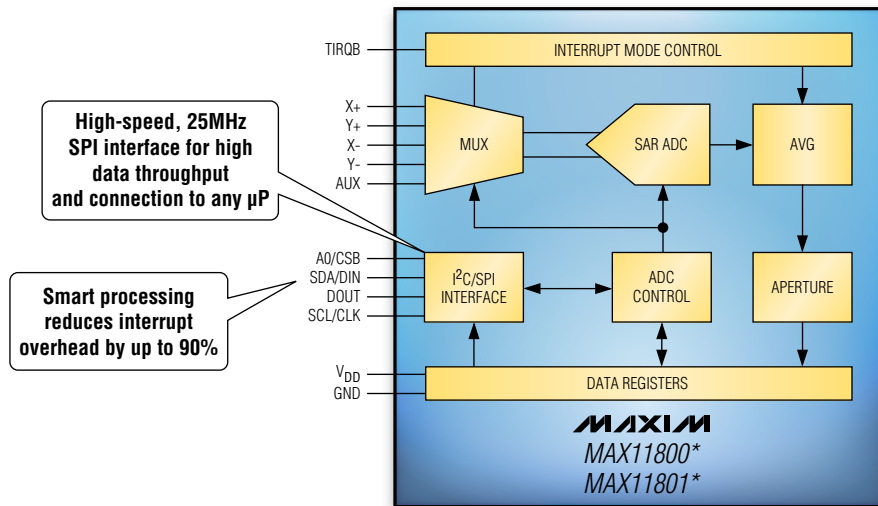 TIRQB
INTERRUPT MODE CONTROL
X+
Y+
X-
Y-
AUX
MUX
SAR ADC
AVG
High-speed, 25MHz
SPI interface for high
data throughput
and connection to any µP
A0/CSB
SDA/DIN
DOUT
SCL/CLK
I²C/SPI
INTERFACE
ADC
CONTROL
APERTURE
Smart processing
reduces interrupt
overhead by up to 90%
VDD
GND
DATA REGISTERS
MAXIM
MAX11800*
MAX11801*